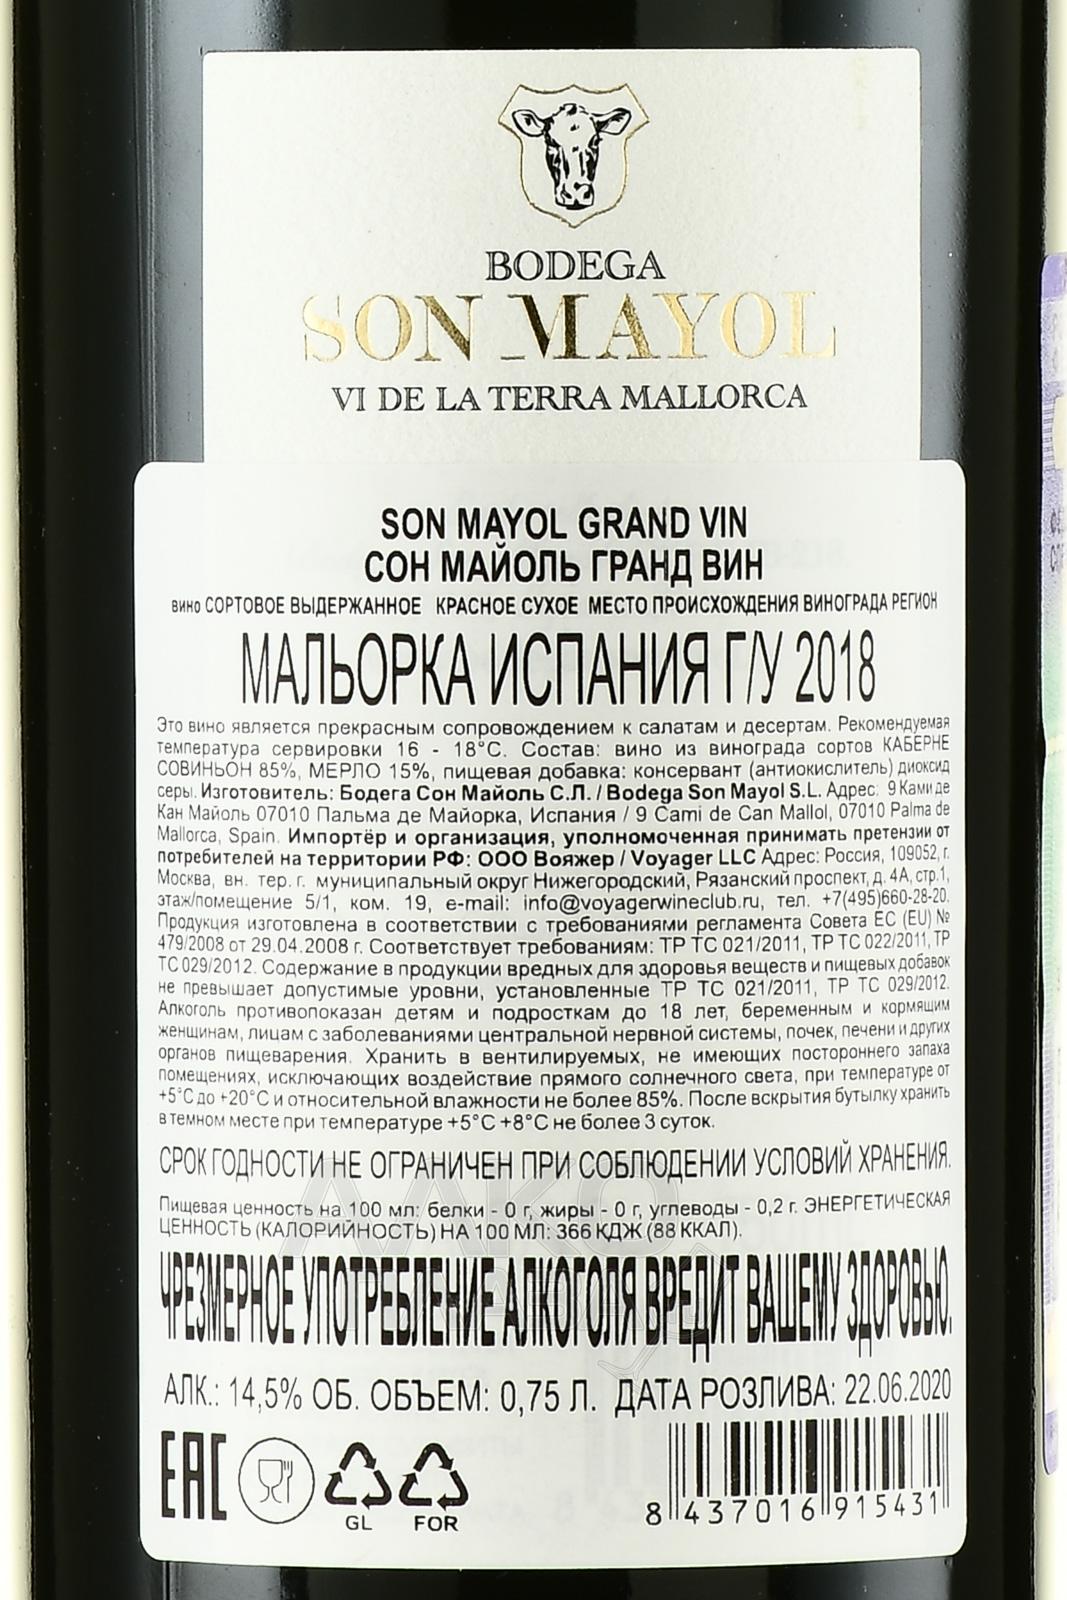 BODEGA
SON MAYOL
VI DE LA TERRA MALLORCA
SON MAYOL GRAND VIN
СОН МАЙОЛЬ ГРАНД ВИН
вино СОРТОВОЕ ВЫДЕРЖАННОЕ КРАСНОЕ СУХОЕ МЕСТО ПРОИСХОЖДЕНИЯ ВИНОГРАДА РЕГИОН
МАЛЬОРКА ИСПАНИЯ Г/У 2018
Это вино является прекрасным сопровождением к салатам и десертам. Рекомендуемая
температура сервировки 16 - 18°С. Состав: вино из винограда сортов КАБЕРНЕ
СОВИНЬОН 85%, МЕРЛО 15%, пищевая добавка: консервант (антиокислитель) диоксид
серы. Изготовитель: Бодега Сон Майоль С.Л. / Bodega Son Mayol S.L. Адрес: 9 Ками де
Кан Майоль 07010 Пальма де Майорка, Испания / 9 Cami de Can Mallol, 07010 Palma de
Mallorca, Spain. Импортёр и организация, уполномоченная принимать претензии от
потребителей на территории РФ: ООО Вояжер / Voyager LLC Адрес: Россия, 109052, г.
Москва, вн. тер. г. муниципальный округ Нижегородский, Рязанский проспект, д. 4А, стр.1,
этаж/помещение 5/1, ком. 19, e-mail: info@voyagerwineclub.ru, тел. +7(495)660-28-20.
Продукция изготовлена в соответствии с требованиями регламента Совета ЕС (EU) №
479/2008 от 29.04.2008 г. Соответствует требованиям: ТР ТС 021/2011, ТР ТС 022/2011, ТР
ТС 029/2012. Содержание в продукции вредных для здоровья веществ и пищевых добавок
не превышает допустимые уровни, установленные ТР ТС 021/2011, ТР ТС 029/2012.
Алкоголь противопоказан детям и подросткам до 18 лет, беременным и кормящим
женщинам, лицам с заболеваниями центральной нервной системы, почек, печени и других
органов пищеварения. Хранить в вентилируемых, не имеющих постороннего запаха
помещениях, исключающих воздействие прямого солнечного света, при температуре от
+5°С до +20°С и относительной влажности не более 85%. После вскрытия бутылку хранить
в темном месте при температуре +5°С +8°С не более 3 суток.
СРОК ГОДНОСТИ НЕ ОГРАНИЧЕН ПРИ СОБЛЮДЕНИИ УСЛОВИЙ ХРАНЕНИЯ.
Пищевая ценность на 100 мл: белки - 0 г, жиры - 0 г, углеводы - 0,2 г. ЭНЕРГЕТИЧЕСКАЯ
ЦЕННОСТЬ (КАЛОРИЙНОСТЬ) НА 100 МЛ: 366 КДЖ (88 ККАЛ).
ЧРЕЗМЕРНОЕ УПОТРЕБЛЕНИЕ АЛКОГОЛЯ ВРЕДИТ ВАШЕМУ ЗДОРОВЬЮ.
АЛК.: 14,5% ОБ. ОБЪЕМ: 0,75 Л. ДАТА РОЗЛИВА: 22.06.2020
EAC
GL FOR
8 437016 915431